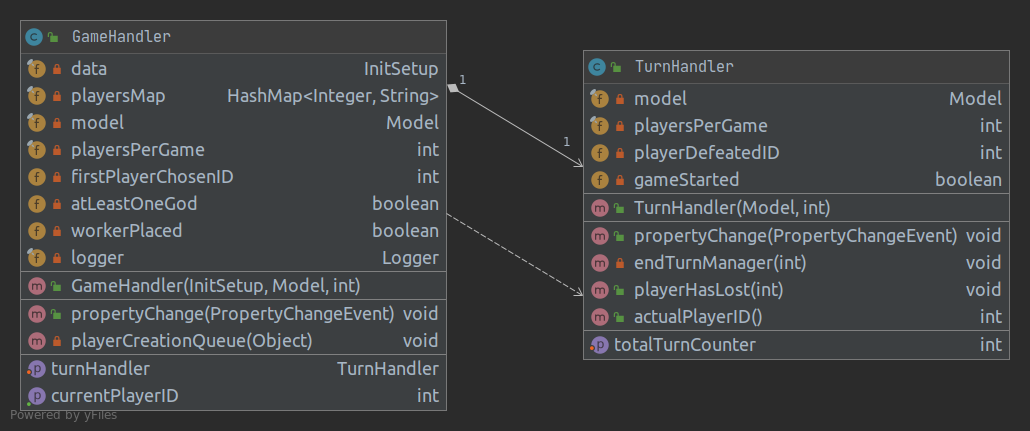 C GameHandler
f data InitSetup
f playersMap HashMap<Integer, String>
f model Model
f playersPerGame int
f firstPlayerChosenID int
f atLeastOneGod boolean
f workerPlaced boolean
f logger Logger
m GameHandler(InitSetup, Model, int)
m propertyChange(PropertyChangeEvent) void
m playerCreationQueue(Object) void
p turnHandler TurnHandler
p currentPlayerID int
Powered by yFiles
1
1
C TurnHandler
f model Model
f playersPerGame int
f playerDefeatedID int
f gameStarted boolean
m TurnHandler(Model, int)
m propertyChange(PropertyChangeEvent) void
m endTurnManager(int) void
m playerHasLost(int) void
m actualPlayerID() int
p totalTurnCounter int